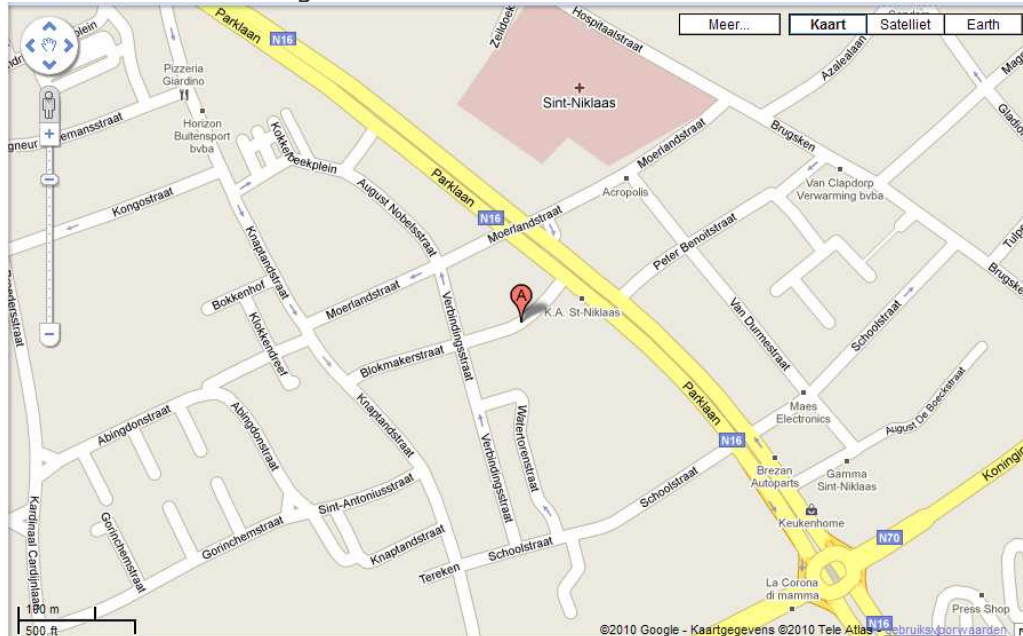 Meer...
Kaart
Satelliet
Earth
N16
Parklaan
Hospitaalstraat
Azalealaan
Pizzeria
Giardino
Horizon
Buitensport
bvba
Sint-Niklaas
Brugsken
Moerlandstraat
Acropolis
Van Clapdorp
Verwarming bvba
Kongostraat
August Nobelsstraat
Parklaan
N16
Moerlandstraat
Peter Benoitstraat
Knaptandstraat
Bokkenhof
Klokkendreef
Moerlandstraat
Verbindingsstraat
A
K.A. St-Niklaas
Van Durmestraat
Schoolstraat
Brugsken
Blokmakerstraat
Parklaan
Maes
Electronics
August De Boeckstraat
Abingdonstraat
Abingdonstraat
Knaptandstraat
Watertorenstraat
Verbindingsstraat
N16
Brezan
Autoparts
Gamma
Sint-Niklaas
Sint-Antoniusstraat
Schoolstraat
Keukenhome
Kardinaal Cardijnlaan
Gorinchemstraat
Gorinchemstraat
Knaptandstraat
Schoolstraat
Tereken
N70
La Corona
di mamma
Press Shop
N16
100 m
500 ft
©2010 Google - Kaartgegevens ©2010 Tele Atlas - gebruiksvoorwaarden